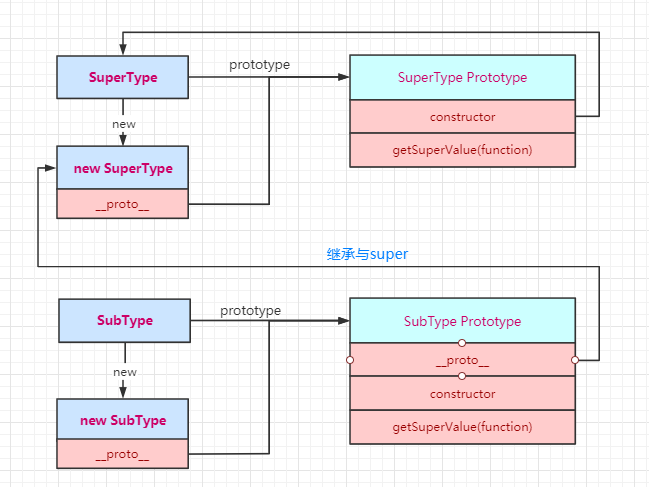 SuperType
prototype
SuperType Prototype
constructor
new
getSuperValue(function)
new SuperType
__proto__
继承与super
SubType
prototype
SubType Prototype
__proto__
new
constructor
new SubType
getSuperValue(function)
__proto__